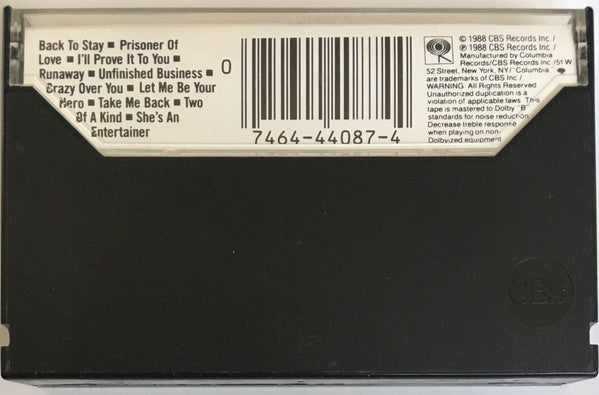 Back To Stay ■ Prisoner Of
Love ■ I'll Prove It To You ■
Runaway ■ Unfinished Business ■
Crazy Over You ■ Let Me Be Your
Hero ■ Take Me Back ■ Two
Of A Kind ■ She's An
Entertainer
0
7464-44087-4
© 1988 CBS Records Inc./
℗ 1988 CBS Records Inc./
Manufactured by Columbia
Records/CBS Records Inc./51 W
52 Street, New York, NY/" Columbia,"
are trademarks of CBS Inc./
WARNING: All Rights Reserved
Unauthorized duplication is a
violation of applicable laws. This
tape is mastered to Dolby "B"
standards for noise reduction
Decrease treble response
when playing on non-
Dolbyized equipment
CBS